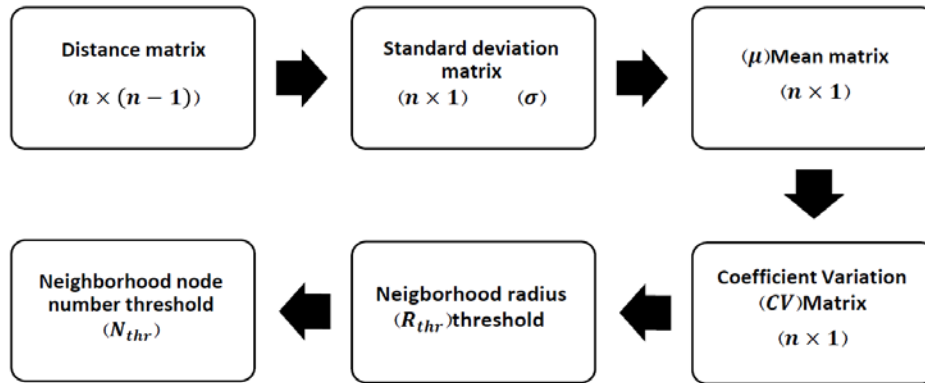 Distance matrix
(n × (n − 1))
Standard deviation
matrix
(n × 1) (σ)
(μ)Mean matrix
(n × 1)
Coefficient Variation
(CV)Matrix
(n × 1)
Neigborhood radius
(R_thr)threshold
Neighborhood node
number threshold
(N_thr)